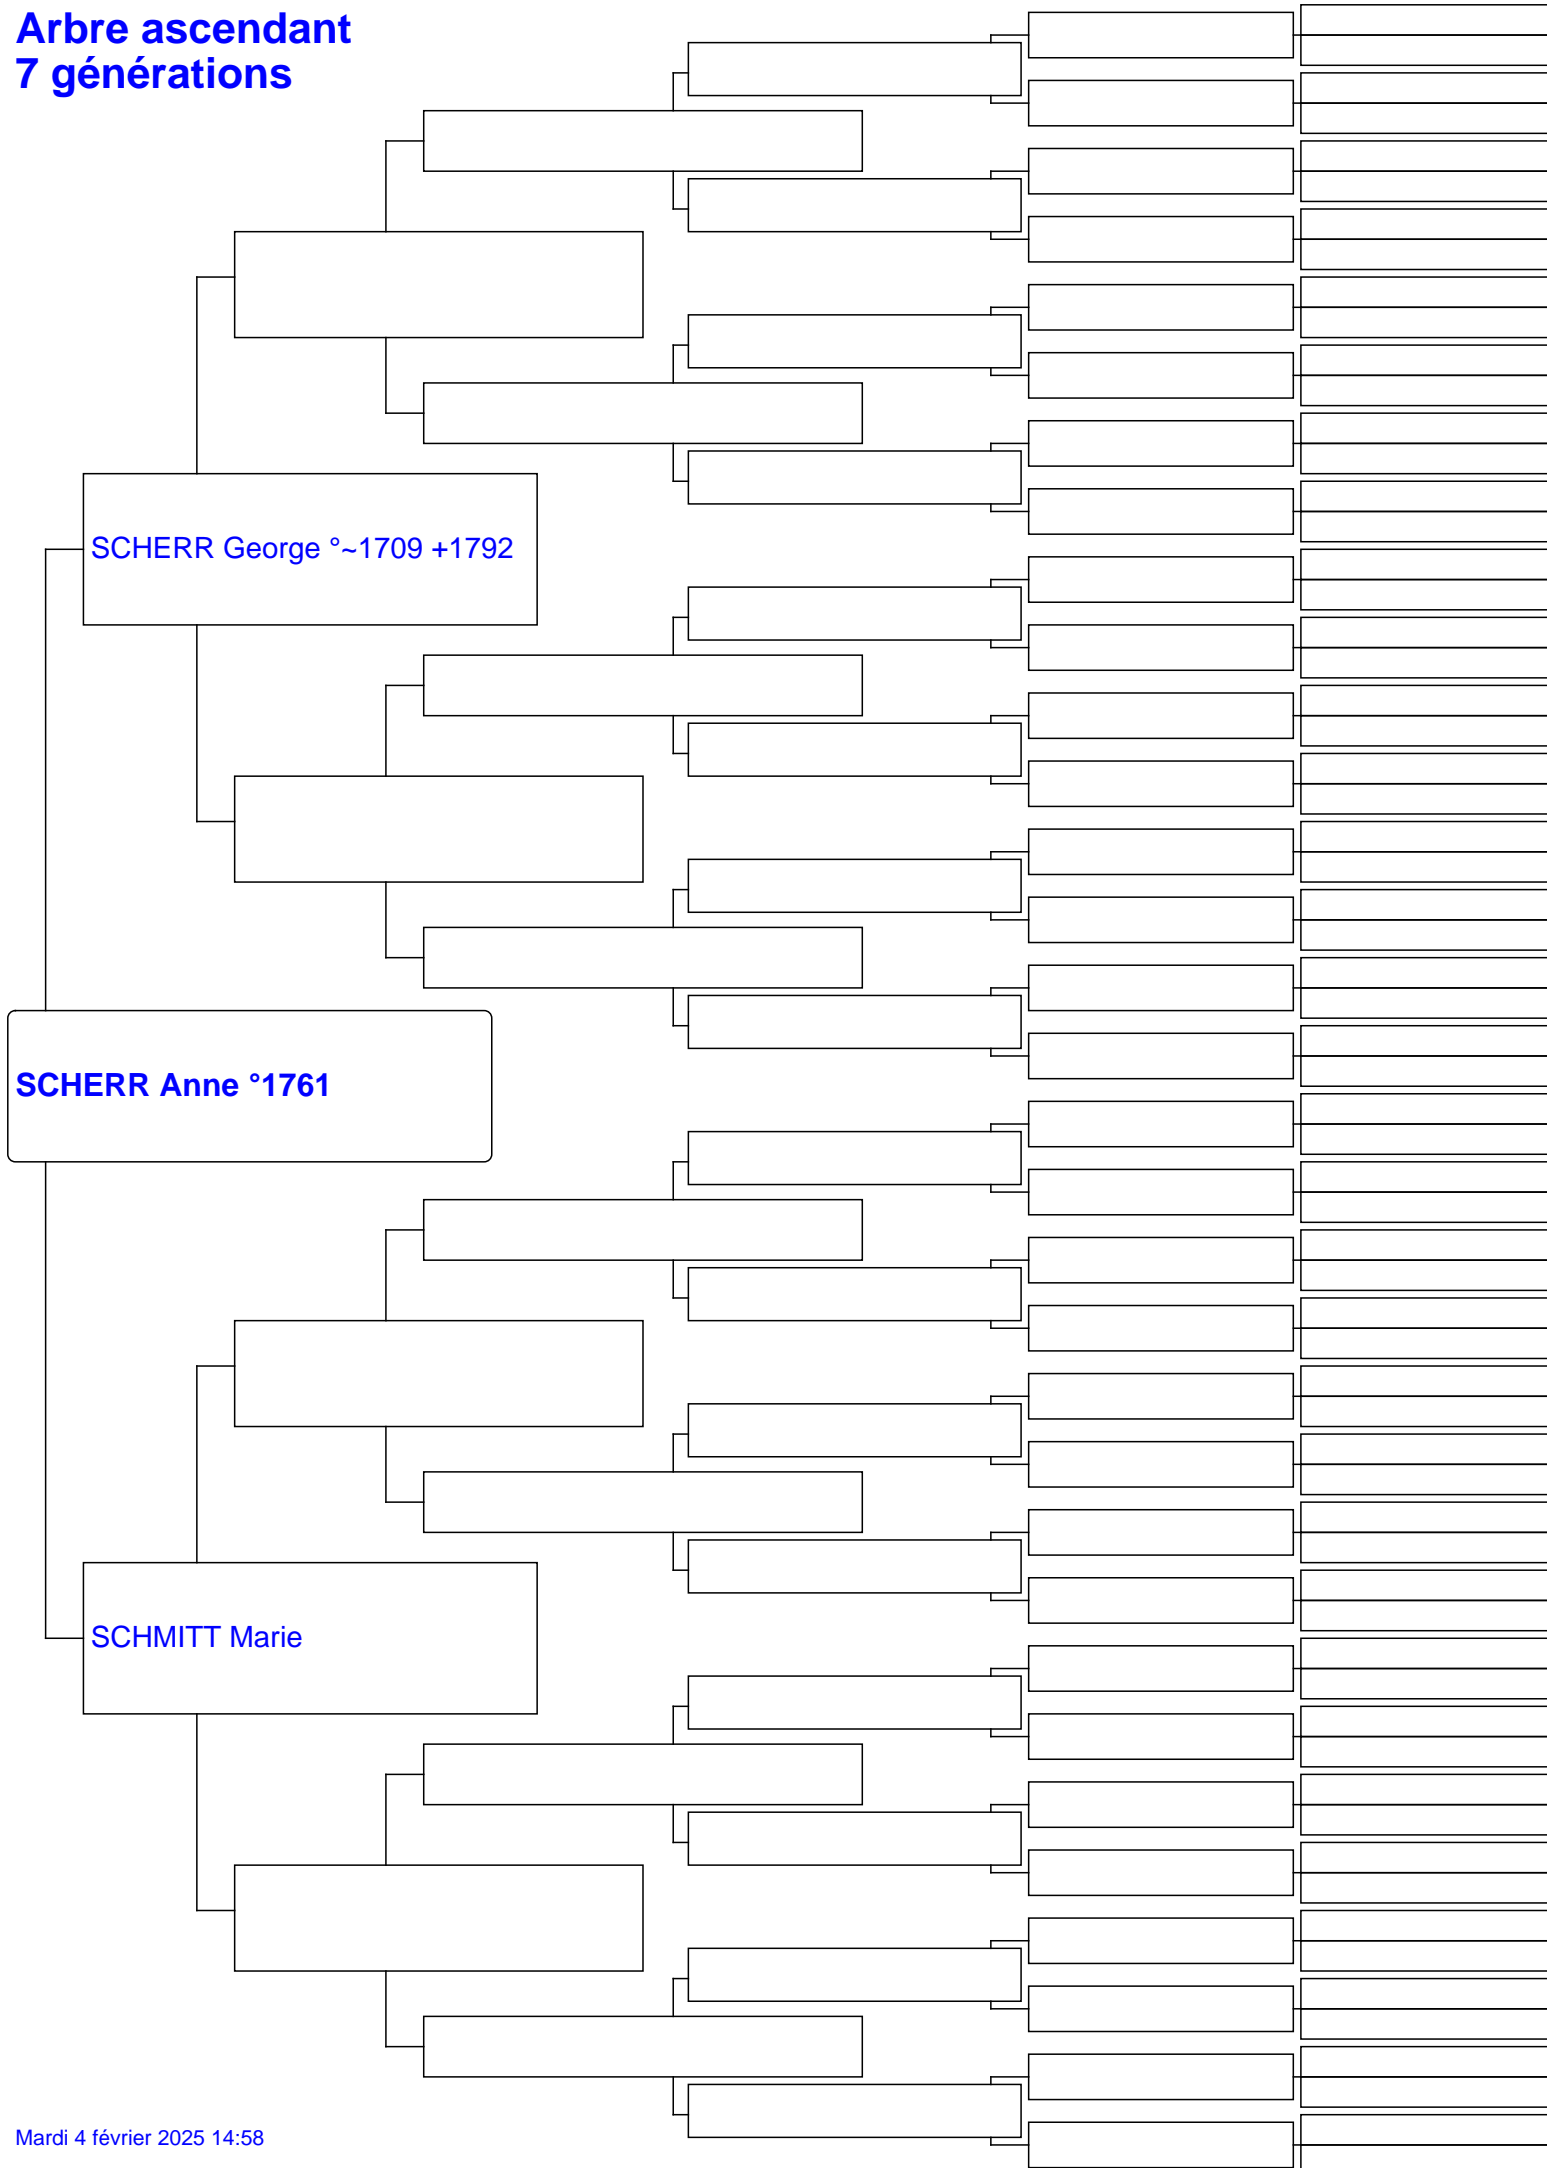 Arbre ascendant
7 générations
SCHERR George °~1709 +1792
SCHERR Anne °1761
SCHMITT Marie
Mardi 4 février 2025 14:58